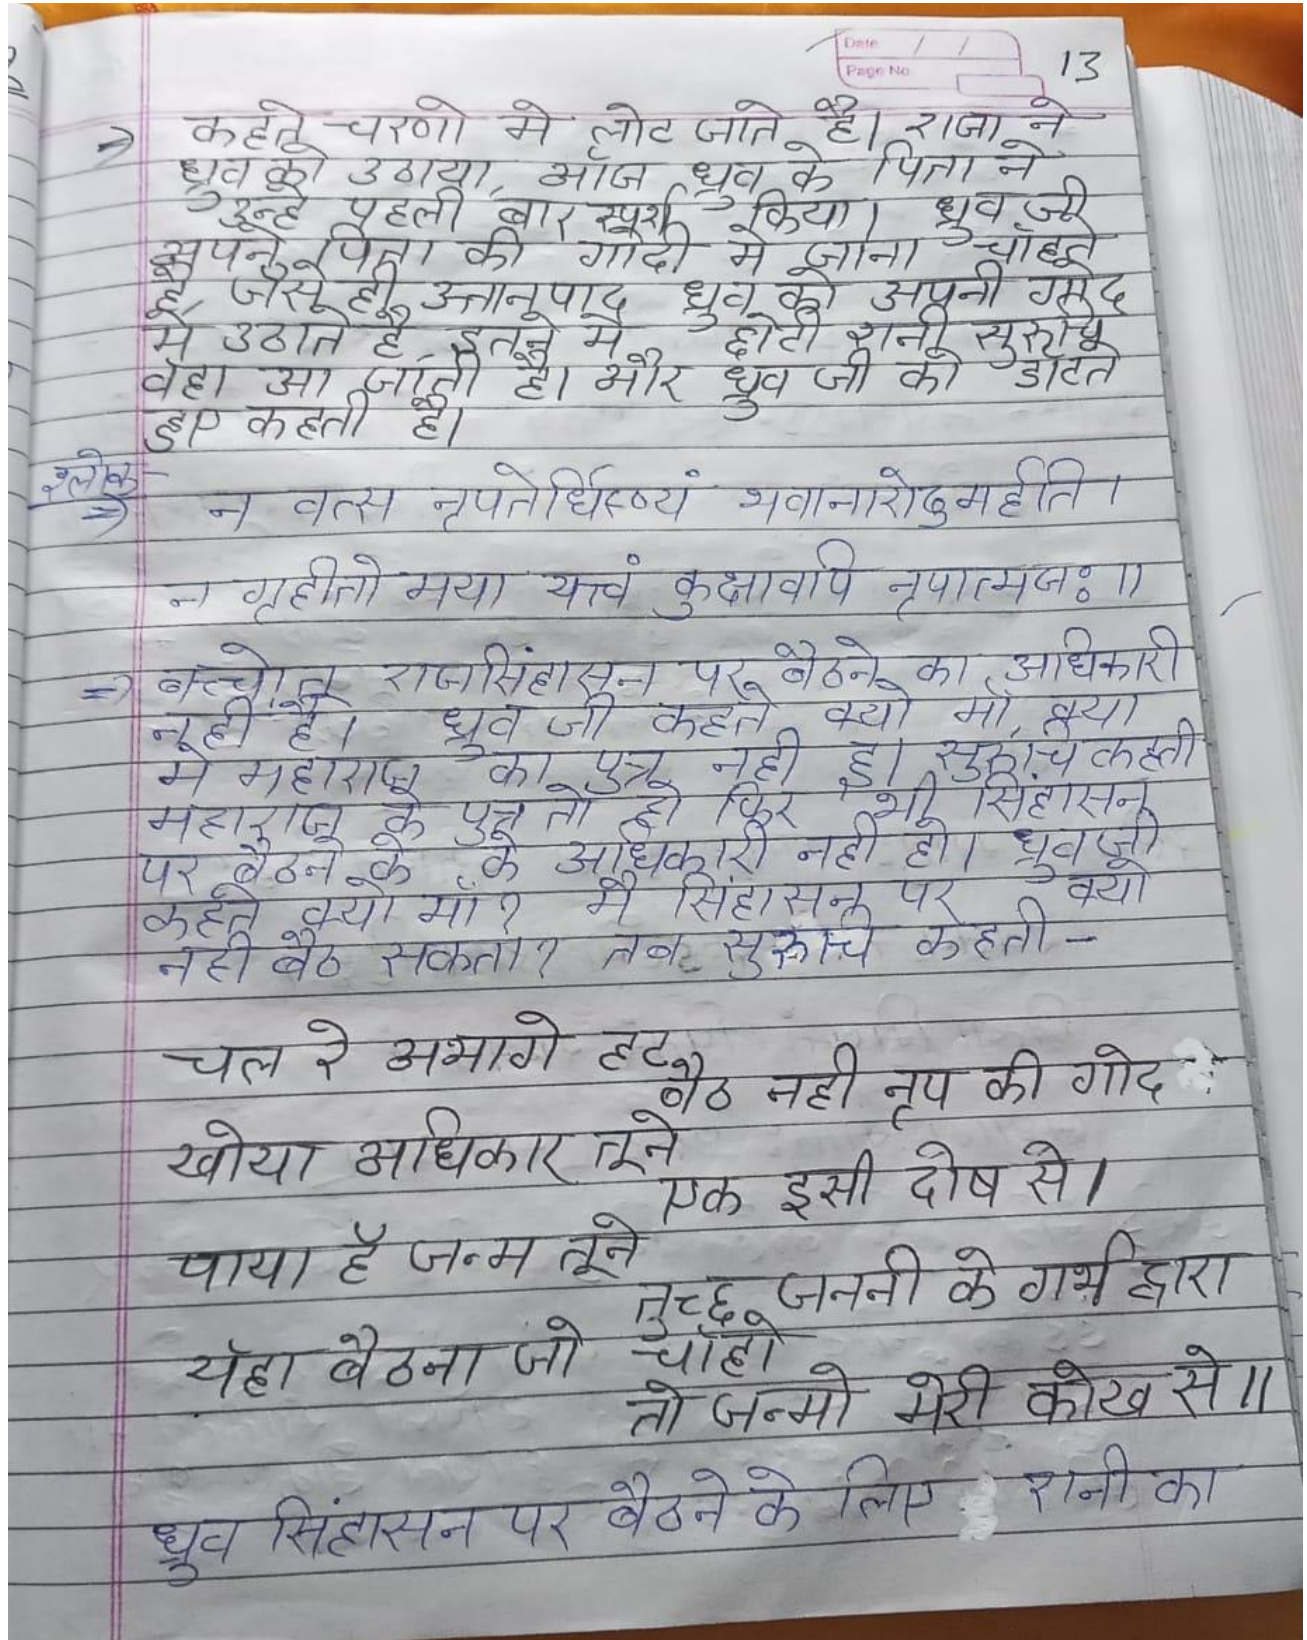 Date / /
Page No.
13
⇒ कहते चरणो मे लोट जाते है। राजा ने
ध्रुव को उठाया, ऑज ध्रुव के पिता ने
उन्हे पहली बार स्पर्श किया। ध्रुव जी
अपने पिता की गोदी मे जाना चाॅहते
है, जैसे ही उत्तानुपाद ध्रुव को अपनी गोद
मे उठाते है, इतने मे छोटी रानी सुरूचि
वहा आ जाती है। और ध्रुव जी को डाॅटते
हुए कहती है।
श्लोक-
⇒ न वत्स नृपतेर्धिष्ण्यं भवानारोढुमर्हति।
न गृहीतो मया यत्त्वं कुक्षावपि नृपात्मजः॥
⇒ बच्चो, तू राजसिंहासन पर बैठने का अधिकारी
नही है। ध्रुव जी कहते क्यो माॅ, क्या
मे महाराज का पुत्र नही हु। सुरूचि कहती
महाराज के पुत्र तो हो फिर भी सिंहासन
पर बैठने के के अधिकारी नही हो। ध्रुव जी
कहते क्यो माॅ? मै सिंहासन पर क्यो
नही बैठ सकता? तब सुरूचि कहती -
चल रे अभागे हट,
बैठ नही नृप की गोद
खोया अधिकार तूने
एक इसी दोष से।
पाया हॅ जन्म तूने
तुच्छ जननी के गर्भ द्वारा
यॅहा बैठना जो चाॅहो
तो जन्मो मेरी कोख से॥
ध्रुव सिंहासन पर बैठने के लिए रानी का